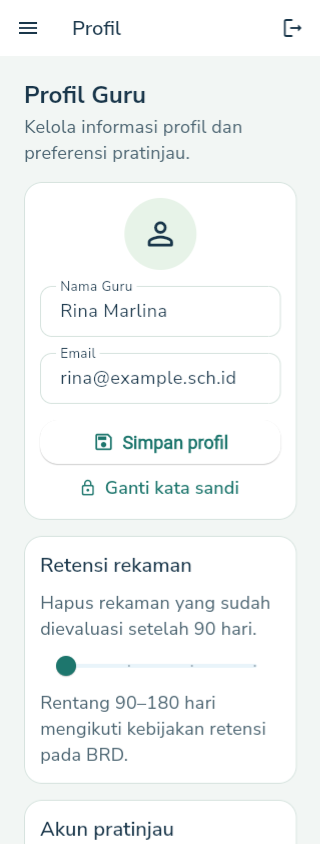 Profil
Profil Guru
Kelola informasi profil dan
preferensi pratinjau.
Nama Guru
Rina Marlina
Email
rina@example.sch.id
Simpan profil
Ganti kata sandi
Retensi rekaman
Hapus rekaman yang sudah
dievaluasi setelah 90 hari.
Rentang 90–180 hari
mengikuti kebijakan retensi
pada BRD.
Akun pratinjau